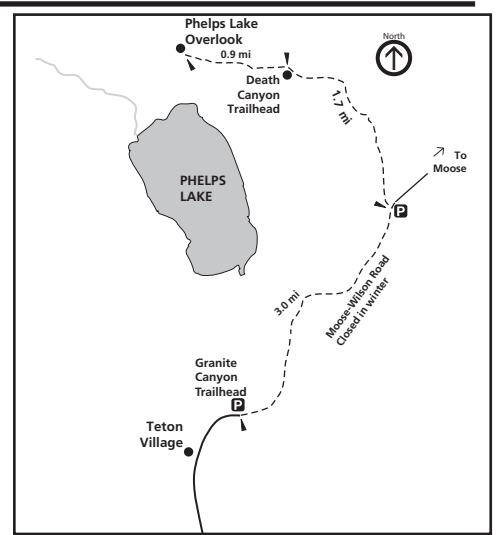 Phelps Lake
Overlook
0.9 mi
North
Death
Canyon
Trailhead
1.7 mi
To
Moose
PHELPS
LAKE
P
3.0 mi
Moose-Wilson Road
Closed in winter
Granite
Canyon
Trailhead
P
Teton
Village